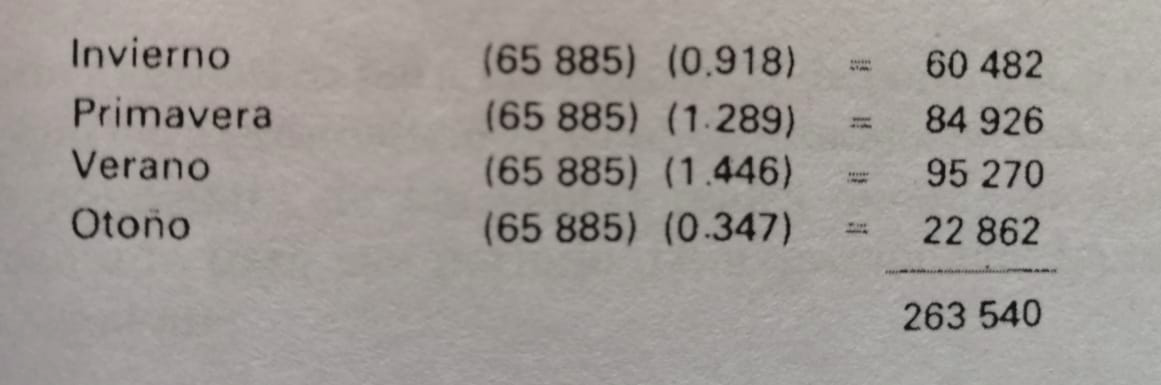 Invierno (65 885) (0.918) = 60 482
Primavera (65 885) (1.289) = 84 926
Verano (65 885) (1.446) = 95 270
Otoño (65 885) (0.347) = 22 862
263 540